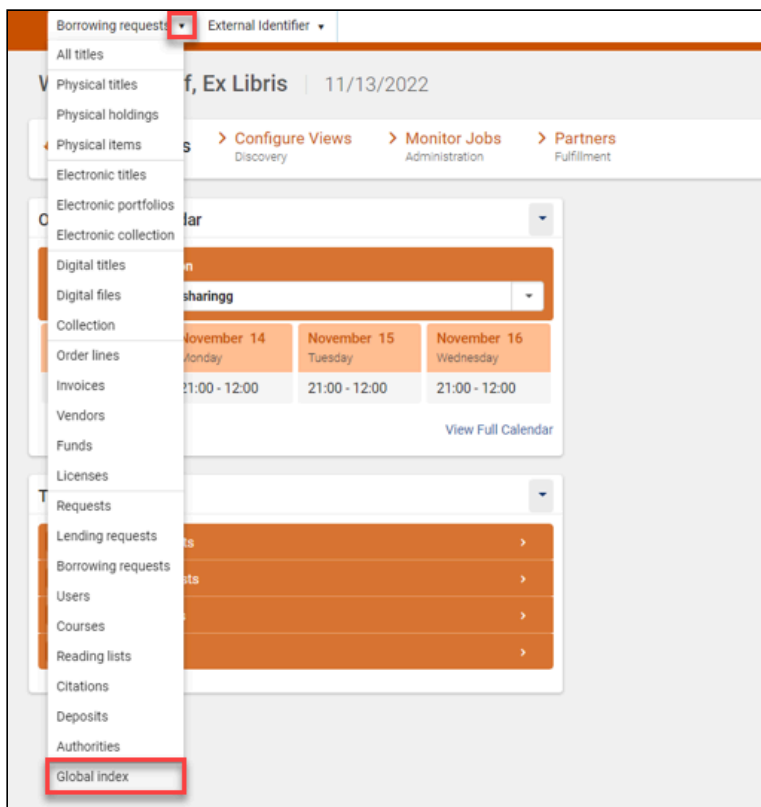 Borrowing requests
External Identifier
All titles
Physical titles
f, Ex Libris 11/13/2022
Physical holdings
Physical items
s
Configure Views
Monitor Jobs
Partners
Discovery
Administration
Fulfillment
Electronic titles
Electronic portfolios
dar
Electronic collection
Digital titles
on
Digital files
sharingg
Collection
November 14
November 15
November 16
Monday
Tuesday
Wednesday
Order lines
Invoices
21:00 - 12:00
21:00 - 12:00
21:00 - 12:00
Vendors
View Full Calendar
Funds
Licenses
T
Requests
Lending requests
ts
Borrowing requests
sts
Users
Courses
s
Reading lists
Citations
Deposits
Authorities
Global index